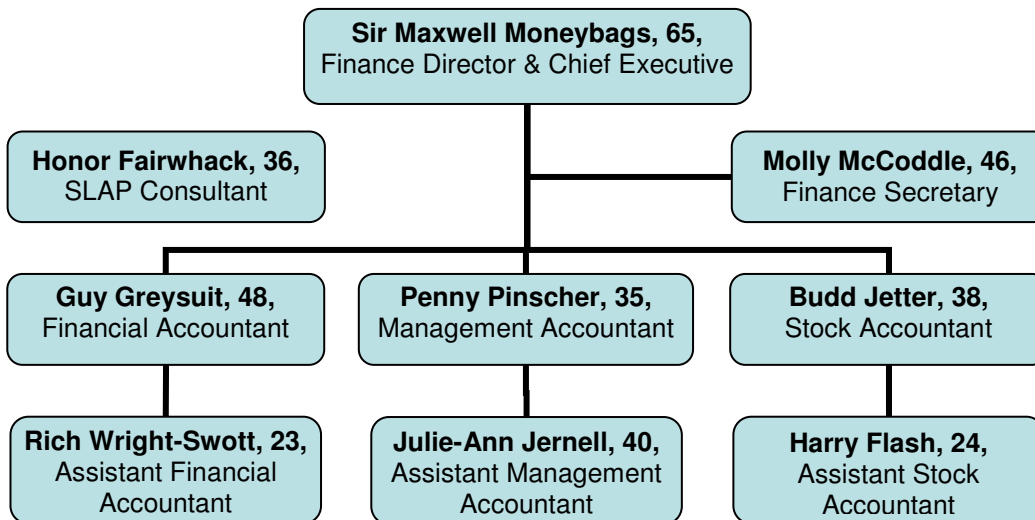 Sir Maxwell Moneybags, 65,
Finance Director & Chief Executive
Honor Fairwhack, 36,
SLAP Consultant
Molly McCoddle, 46,
Finance Secretary
Guy Greysuit, 48,
Financial Accountant
Penny Pinscher, 35,
Management Accountant
Budd Jetter, 38,
Stock Accountant
Rich Wright-Swott, 23,
Assistant Financial
Accountant
Julie-Ann Jernell, 40,
Assistant Management
Accountant
Harry Flash, 24,
Assistant Stock
Accountant